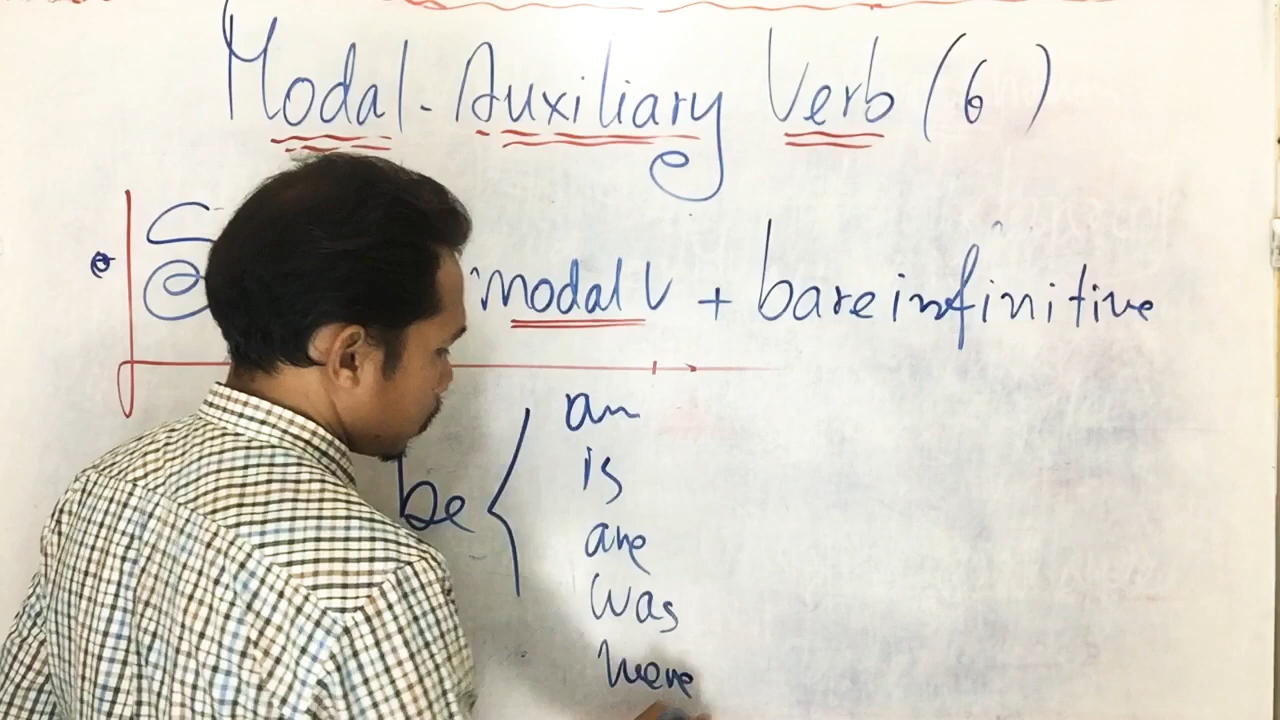 Modal-Auxiliary Verb (6)
modal V + bare infinitive
be
am
is
are
was
were